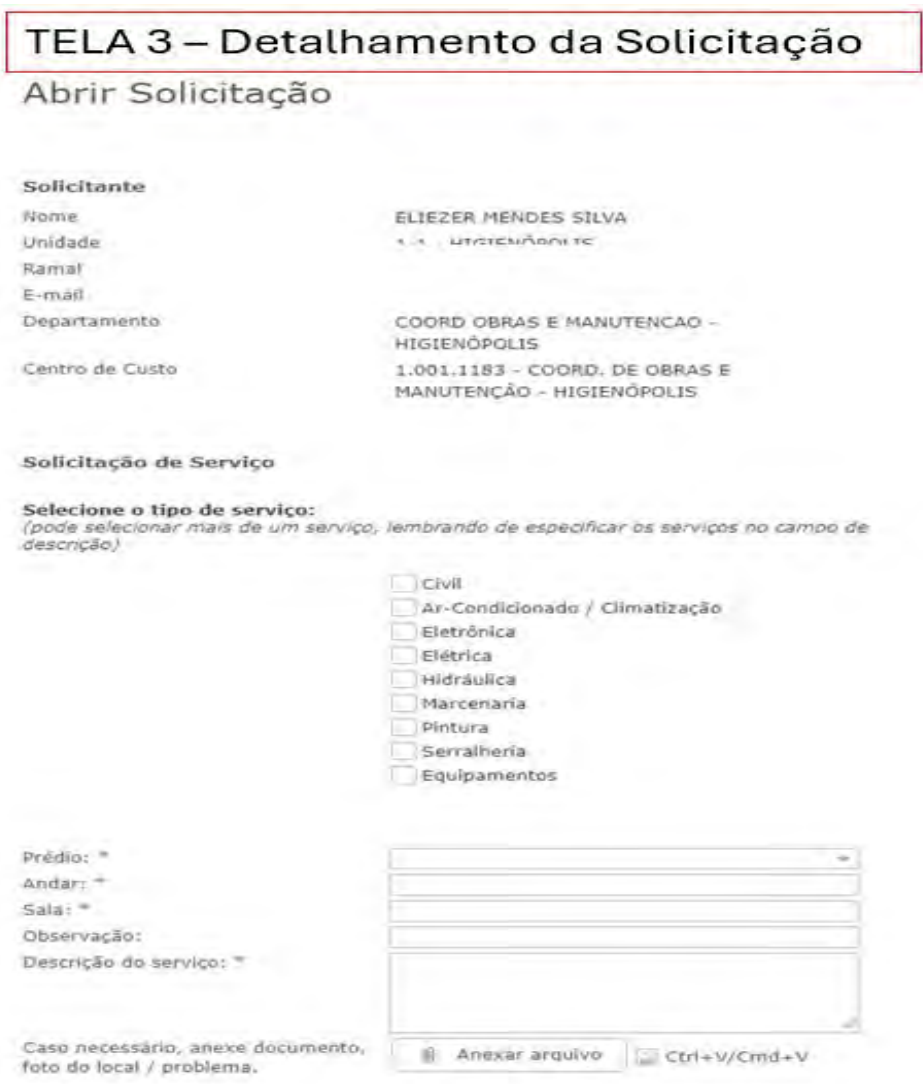 TELA 3 – Detalhamento da Solicitação
Abrir Solicitação
Solicitante
Nome ELIEZER MENDES SILVA
Unidade 1-1 - HIGIENÓPOLIS
Ramal
E-mail
Departamento COORD OBRAS E MANUTENCAO -
HIGIENÓPOLIS
Centro de Custo 1.001.1183 - COORD. DE OBRAS E
MANUTENÇÃO - HIGIENÓPOLIS
Solicitação de Serviço
Selecione o tipo de serviço:
(pode selecionar mais de um serviço, lembrando de especificar os serviços no campo de
descrição)
Civil
Ar-Condicionado / Climatização
Eletrônica
Elétrica
Hidráulica
Marcenaria
Pintura
Serralheria
Equipamentos
Prédio: *
Andar: *
Sala: *
Observação:
Descrição do serviço: *
Caso necessário, anexe documento,
foto do local / problema.
Anexar arquivo Ctrl+V/Cmd+V